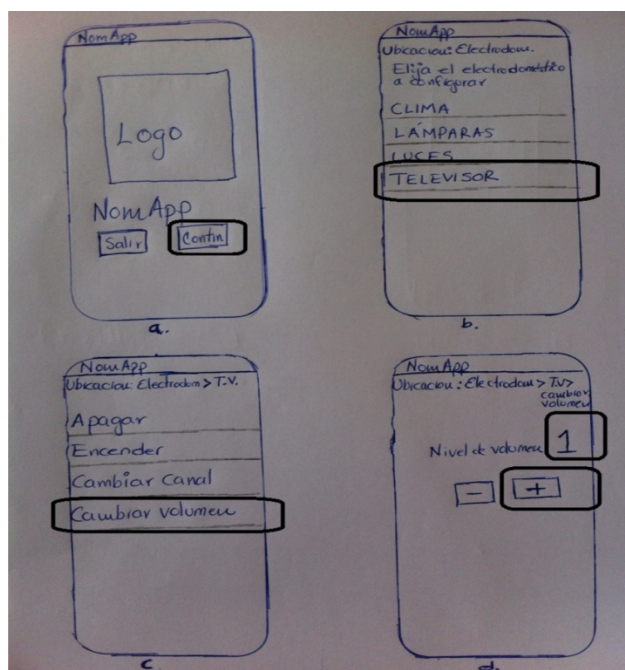 NomApp
Logo
NomApp
Salir
Contin
a.
NomApp
Ubicacion: Electrodom.
Elija el electrodoméstico
a configurar
CLIMA
LÁMPARAS
LUCES
TELEVISOR
b.
NomApp
Ubicacion: Electrodom > T.V.
Apagar
Encender
Cambiar Canal
Cambiar volumen
c
NomApp
Ubicacion: Electrodom > T.V >
cambiar
volumen
Nivel de volumen 1
- +
d.